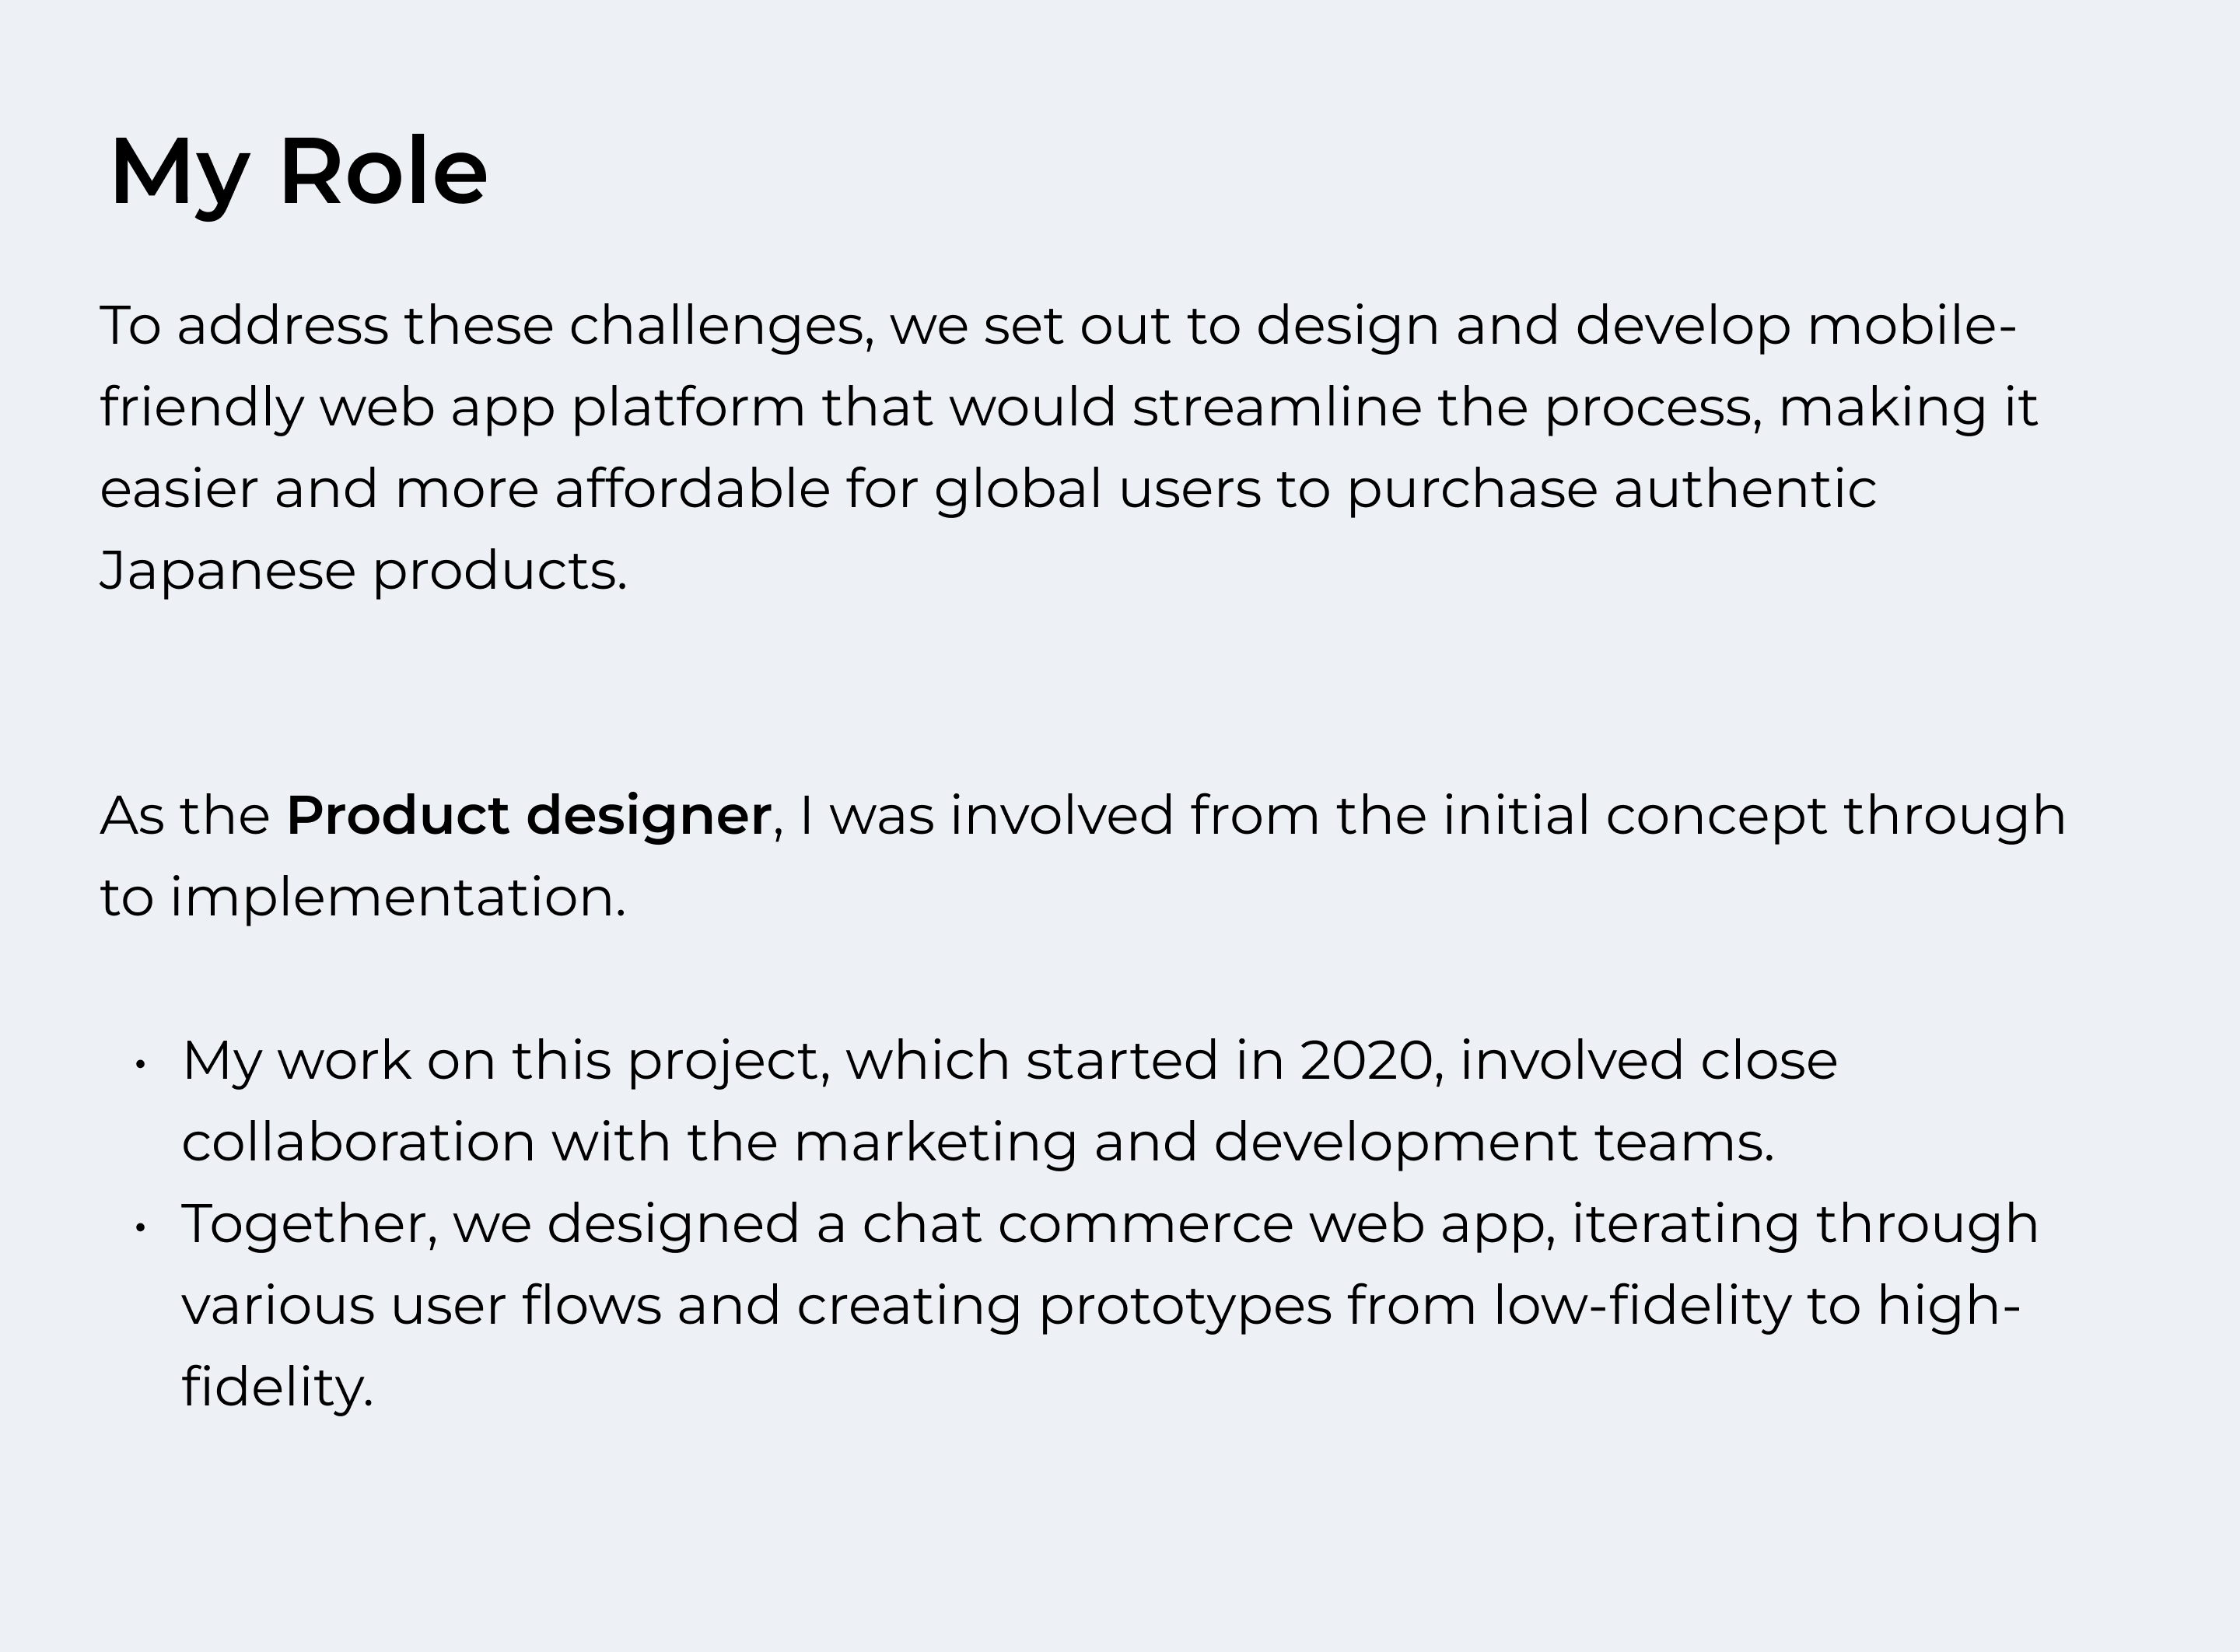 My Role
To address these challenges, we set out to design and develop mobile-
friendly web app platform that would streamline the process, making it
easier and more affordable for global users to purchase authentic
Japanese products.
As the Product designer, I was involved from the initial concept through
to implementation.
• My work on this project, which started in 2020, involved close
collaboration with the marketing and development teams.
• Together, we designed a chat commerce web app, iterating through
various user flows and creating prototypes from low-fidelity to high-
fidelity.